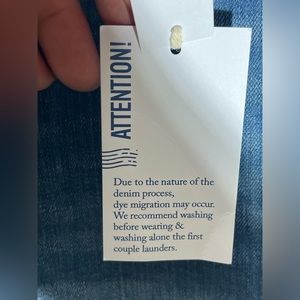 ATTENTION!
Due to the nature of the
denim process,
dye migration may occur.
We recommend washing
before wearing &
washing alone the first
couple launders.